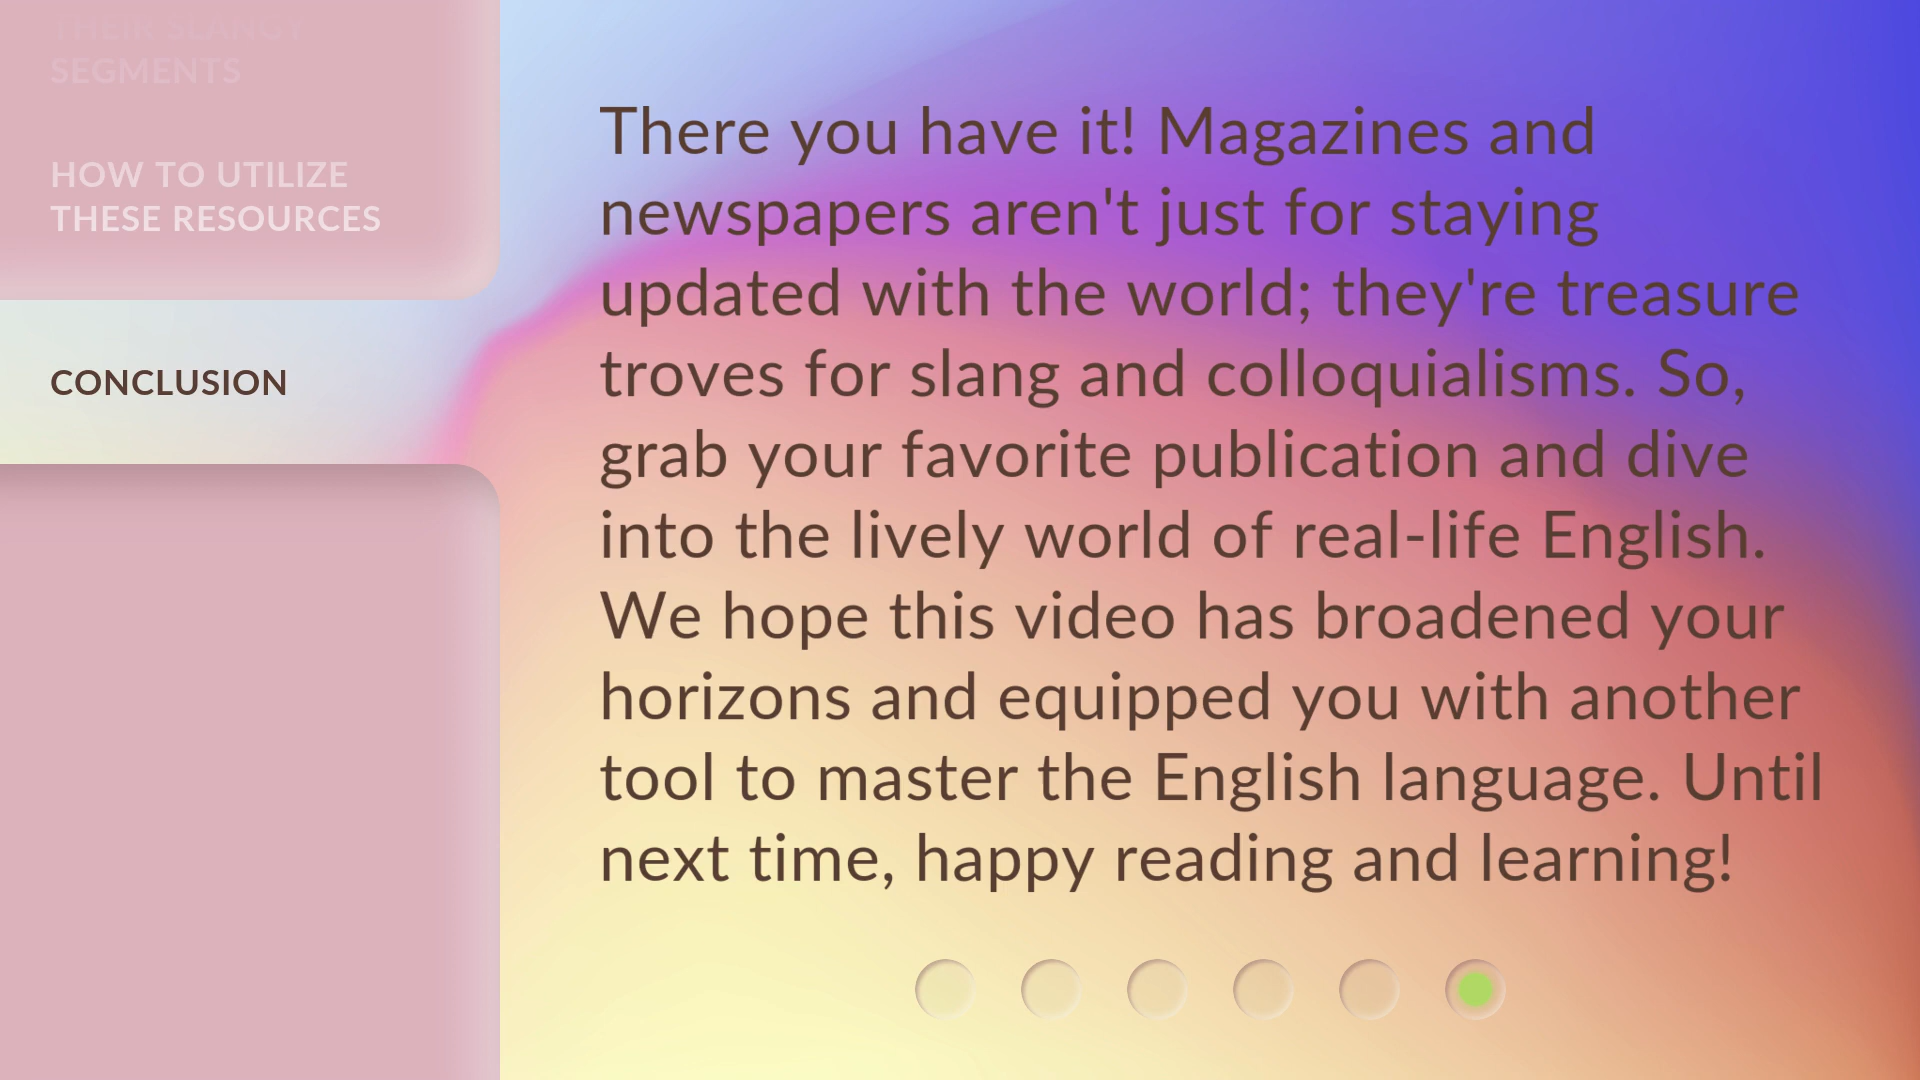 THEIR SLANGY
SEGMENTS
HOW TO UTILIZE
THESE RESOURCES
CONCLUSION
There you have it! Magazines and
newspapers aren't just for staying
updated with the world; they're treasure
troves for slang and colloquialisms. So,
grab your favorite publication and dive
into the lively world of real-life English.
We hope this video has broadened your
horizons and equipped you with another
tool to master the English language. Until
next time, happy reading and learning!